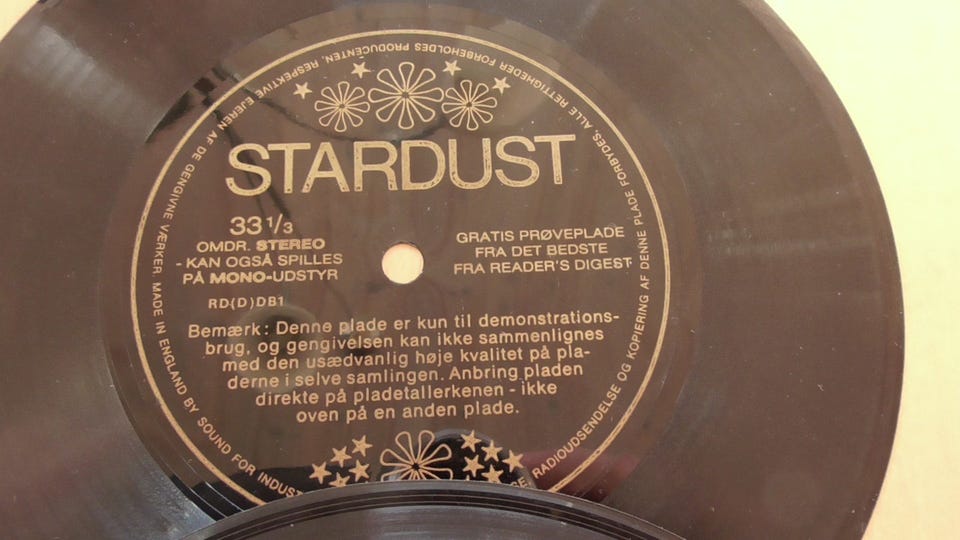 STARDUST
33 1/3
OMDR. STEREO
- KAN OGSÅ SPILLES
PÅ MONO-UDSTYR
RD(D)DB1
GRATIS PRØVEPLADE
FRA DET BEDSTE
FRA READER'S DIGEST
Bemærk: Denne plade er kun til demonstrations-
brug, og gengivelsen kan ikke sammenlignes
med den usædvanlig høje kvalitet på pla-
derne i selve samlingen. Anbring pladen
direkte på pladetallerkenen - ikke
oven på en anden plade.
RADIOUDSENDELSE OG KOPIERING AF DENNE PLADE FORBYDES. ALLE RETTIGHEDER FORBEHOLDES PRODUCENTEN, RESPEKTIVE EJEREN AF DE GENGIVNE VÆRKER. MADE IN ENGLAND BY SOUND FOR INDUST